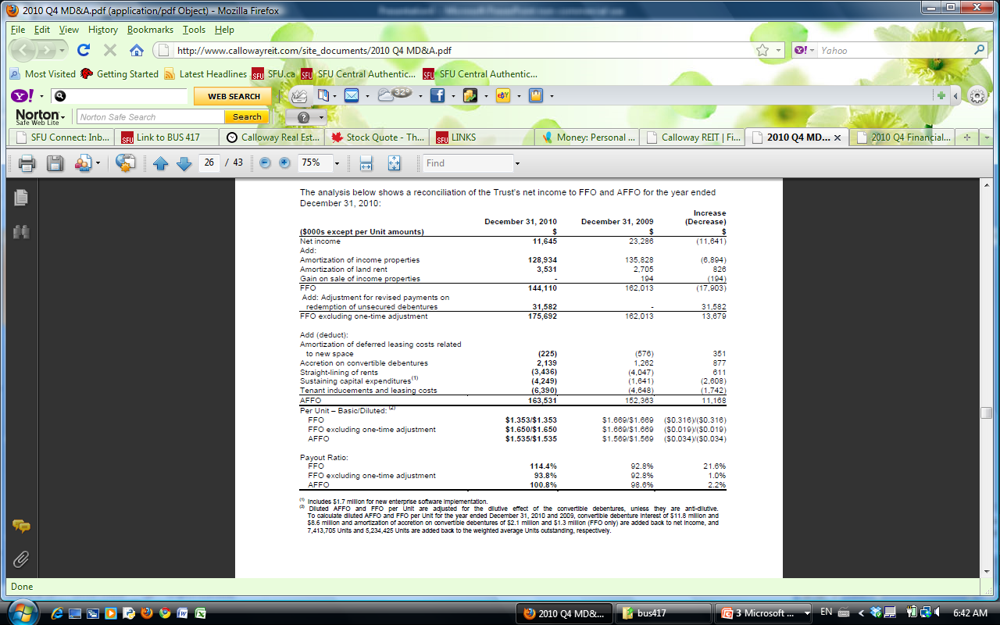 2010 Q4 MD&A.pdf (application/pdf Object) - Mozilla Firefox
File Edit View History Bookmarks Tools Help
http://www.callowayreit.com/site_documents/2010 Q4 MD&A.pdf Yahoo
Most Visited Getting Started Latest Headlines SFU SFU.ca SFU SFU Central Authentic... SFU SFU Central Authentic...
Y! WEB SEARCH 32° ebY
Norton Safe Web Lite Norton Safe Search Search
SFU Connect: Inb... SFU Link to BUS 417 Calloway Real Est... Stock Quote - Th... SFU LINKS Money: Personal ... Calloway REIT | Fi... 2010 Q4 MD... × 2010 Q4 Financial...
26 / 43 75% Find
The analysis below shows a reconciliation of the Trust's net income to FFO and AFFO for the year ended
December 31, 2010:
Increase
December 31, 2010 December 31, 2009 (Decrease)
($000s except per Unit amounts) $ $ $
Net income 11,645 23,286 (11,641)
Add:
Amortization of income properties 128,934 135,828 (6,894)
Amortization of land rent 3,531 2,705 826
Gain on sale of income properties - 194 (194)
FFO 144,110 162,013 (17,903)
Add: Adjustment for revised payments on
redemption of unsecured debentures 31,582 - 31,582
FFO excluding one-time adjustment 175,692 162,013 13,679
Add (deduct):
Amortization of deferred leasing costs related
to new space (225) (576) 351
Accretion on convertible debentures 2,139 1,262 877
Straight-lining of rents (3,436) (4,047) 611
Sustaining capital expenditures(1) (4,249) (1,641) (2,608)
Tenant inducements and leasing costs (6,390) (4,648) (1,742)
AFFO 163,531 152,363 11,168
Per Unit – Basic/Diluted: (2)
FFO $1.353/$1.353 $1.669/$1.669 ($0.316)/($0.316)
FFO excluding one-time adjustment $1.650/$1.650 $1.669/$1.669 ($0.019)/($0.019)
AFFO $1.535/$1.535 $1.569/$1.569 ($0.034)/($0.034)
Payout Ratio:
FFO 114.4% 92.8% 21.6%
FFO excluding one-time adjustment 93.8% 92.8% 1.0%
AFFO 100.8% 98.6% 2.2%
(1) Includes $1.7 million for new enterprise software implementation.
(2) Diluted AFFO and FFO per Unit are adjusted for the dilutive effect of the convertible debentures, unless they are anti-dilutive.
To calculate diluted AFFO and FFO per Unit for the year ended December 31, 2010 and 2009, convertible debenture interest of $11.8 million and
$8.6 million and amortization of accretion on convertible debentures of $2.1 million and $1.3 million (FFO only) are added back to net income, and
7,413,705 Units and 5,234,425 Units are added back to the weighted average Units outstanding, respectively.
Done
2010 Q4 MD&... bus417 3 Microsoft ... EN 6:42 AM